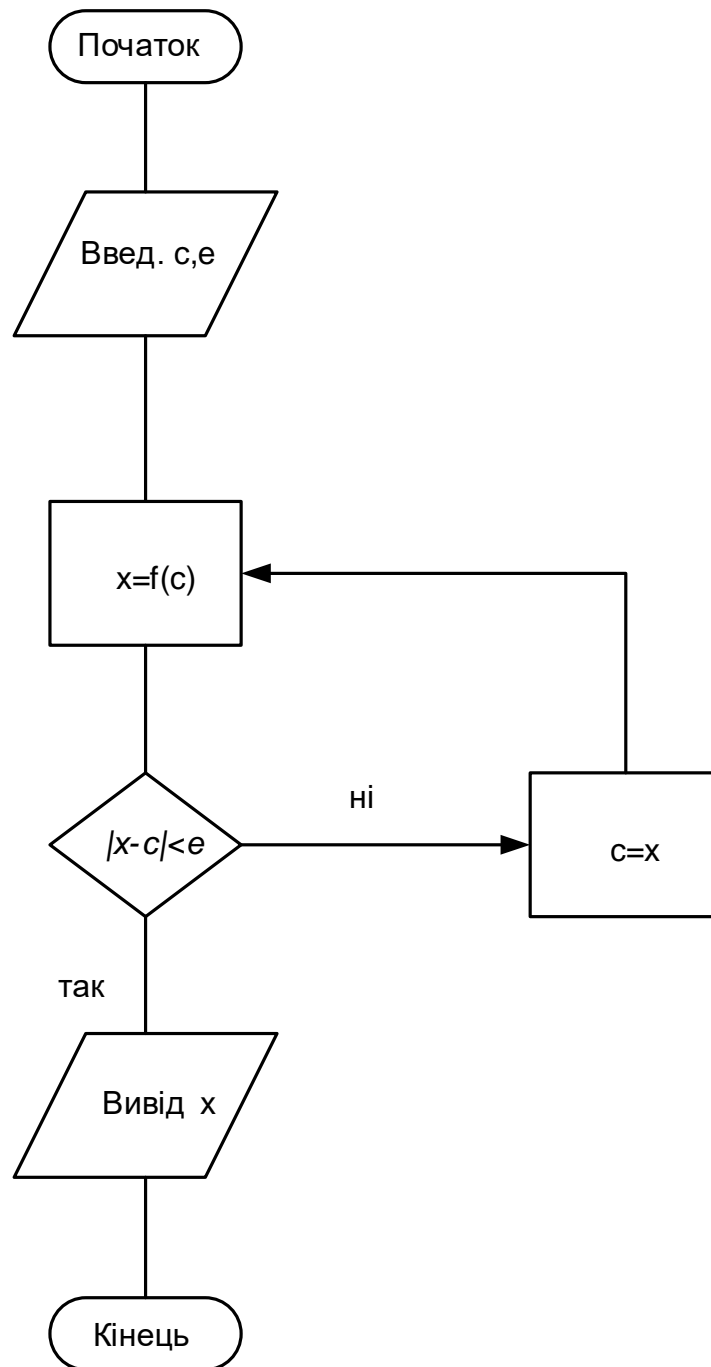 Початок
Введ. c,e
x=f(c)
|x-c|<e
ні
c=x
так
Вивід x
Кінець